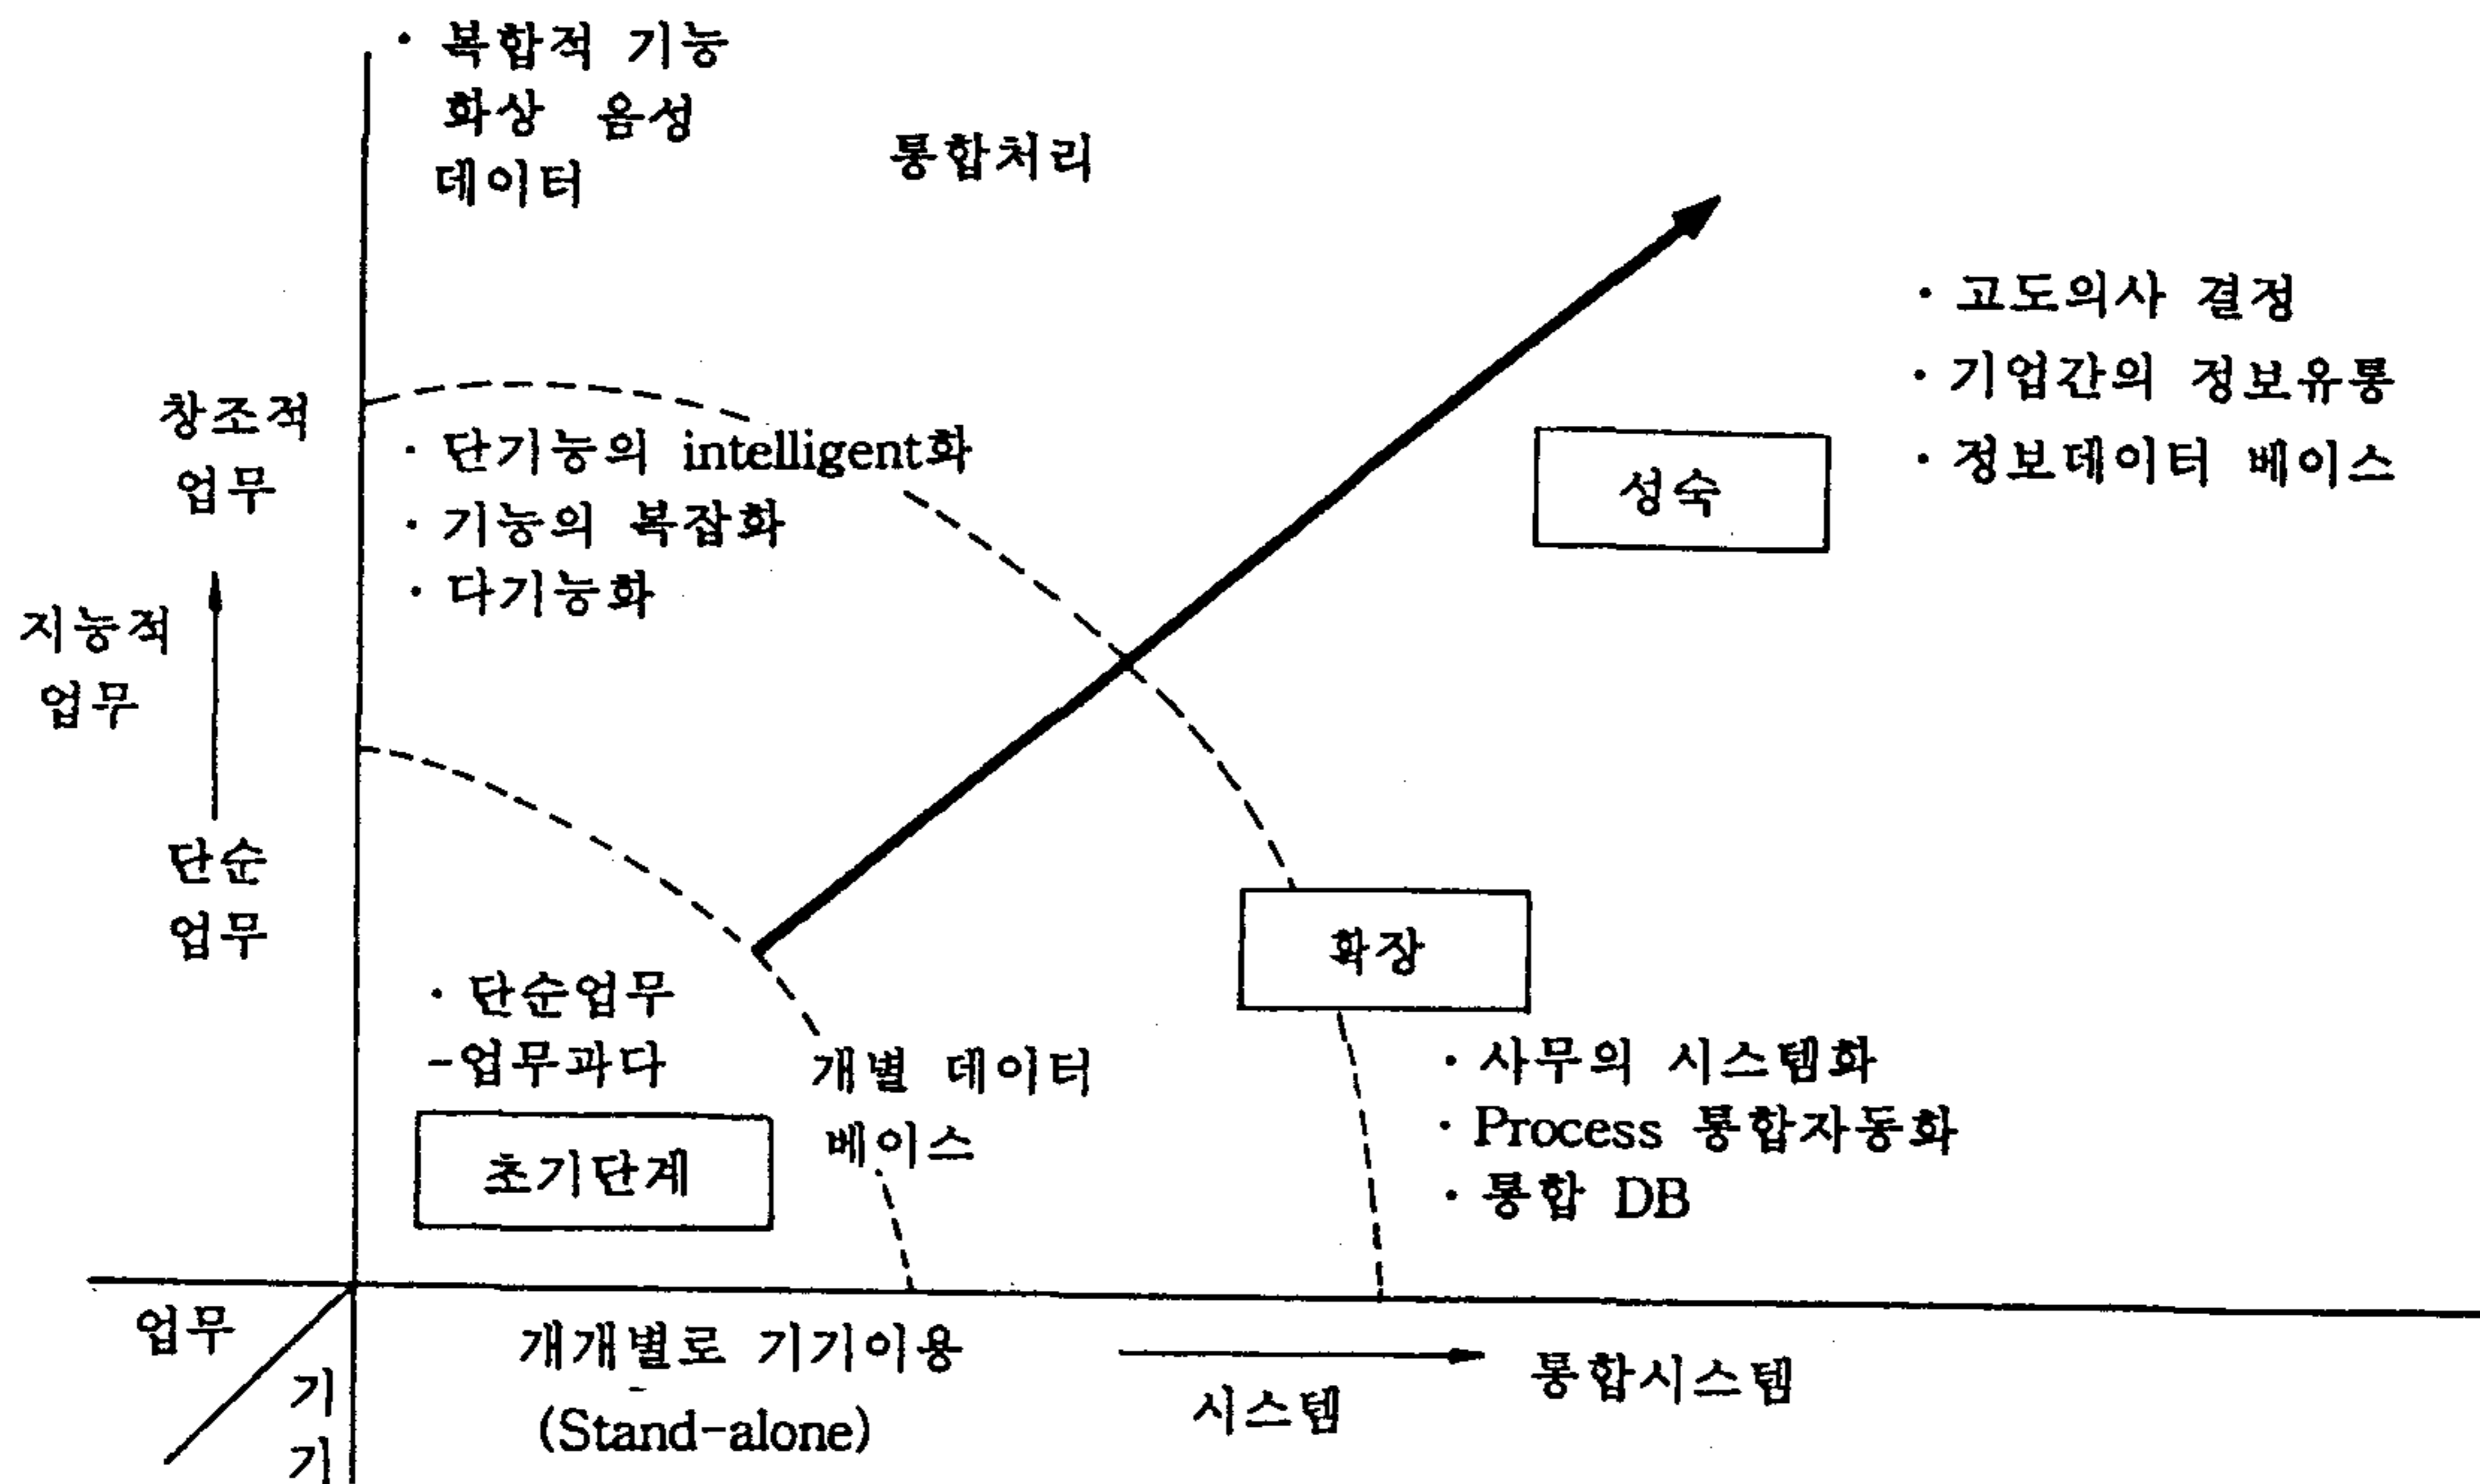 · 복합적 기능
화상 음성
데이터
통합처리
· 고도의사 결정
· 기업간의 정보유통
· 정보데이터 베이스
성숙
창조적
업무
· 단기능의 intelligent화
· 기능의 복잡화
· 다기능화
지능적
업무
단순
업무
확장
· 단순업무
-업무과다
개별 데이터
베이스
초기단계
· 사무의 시스템화
· Process 통합자동화
· 통합 DB
업무
기
기
개개별로 기기이용
(Stand-alone)
시스템
통합시스템